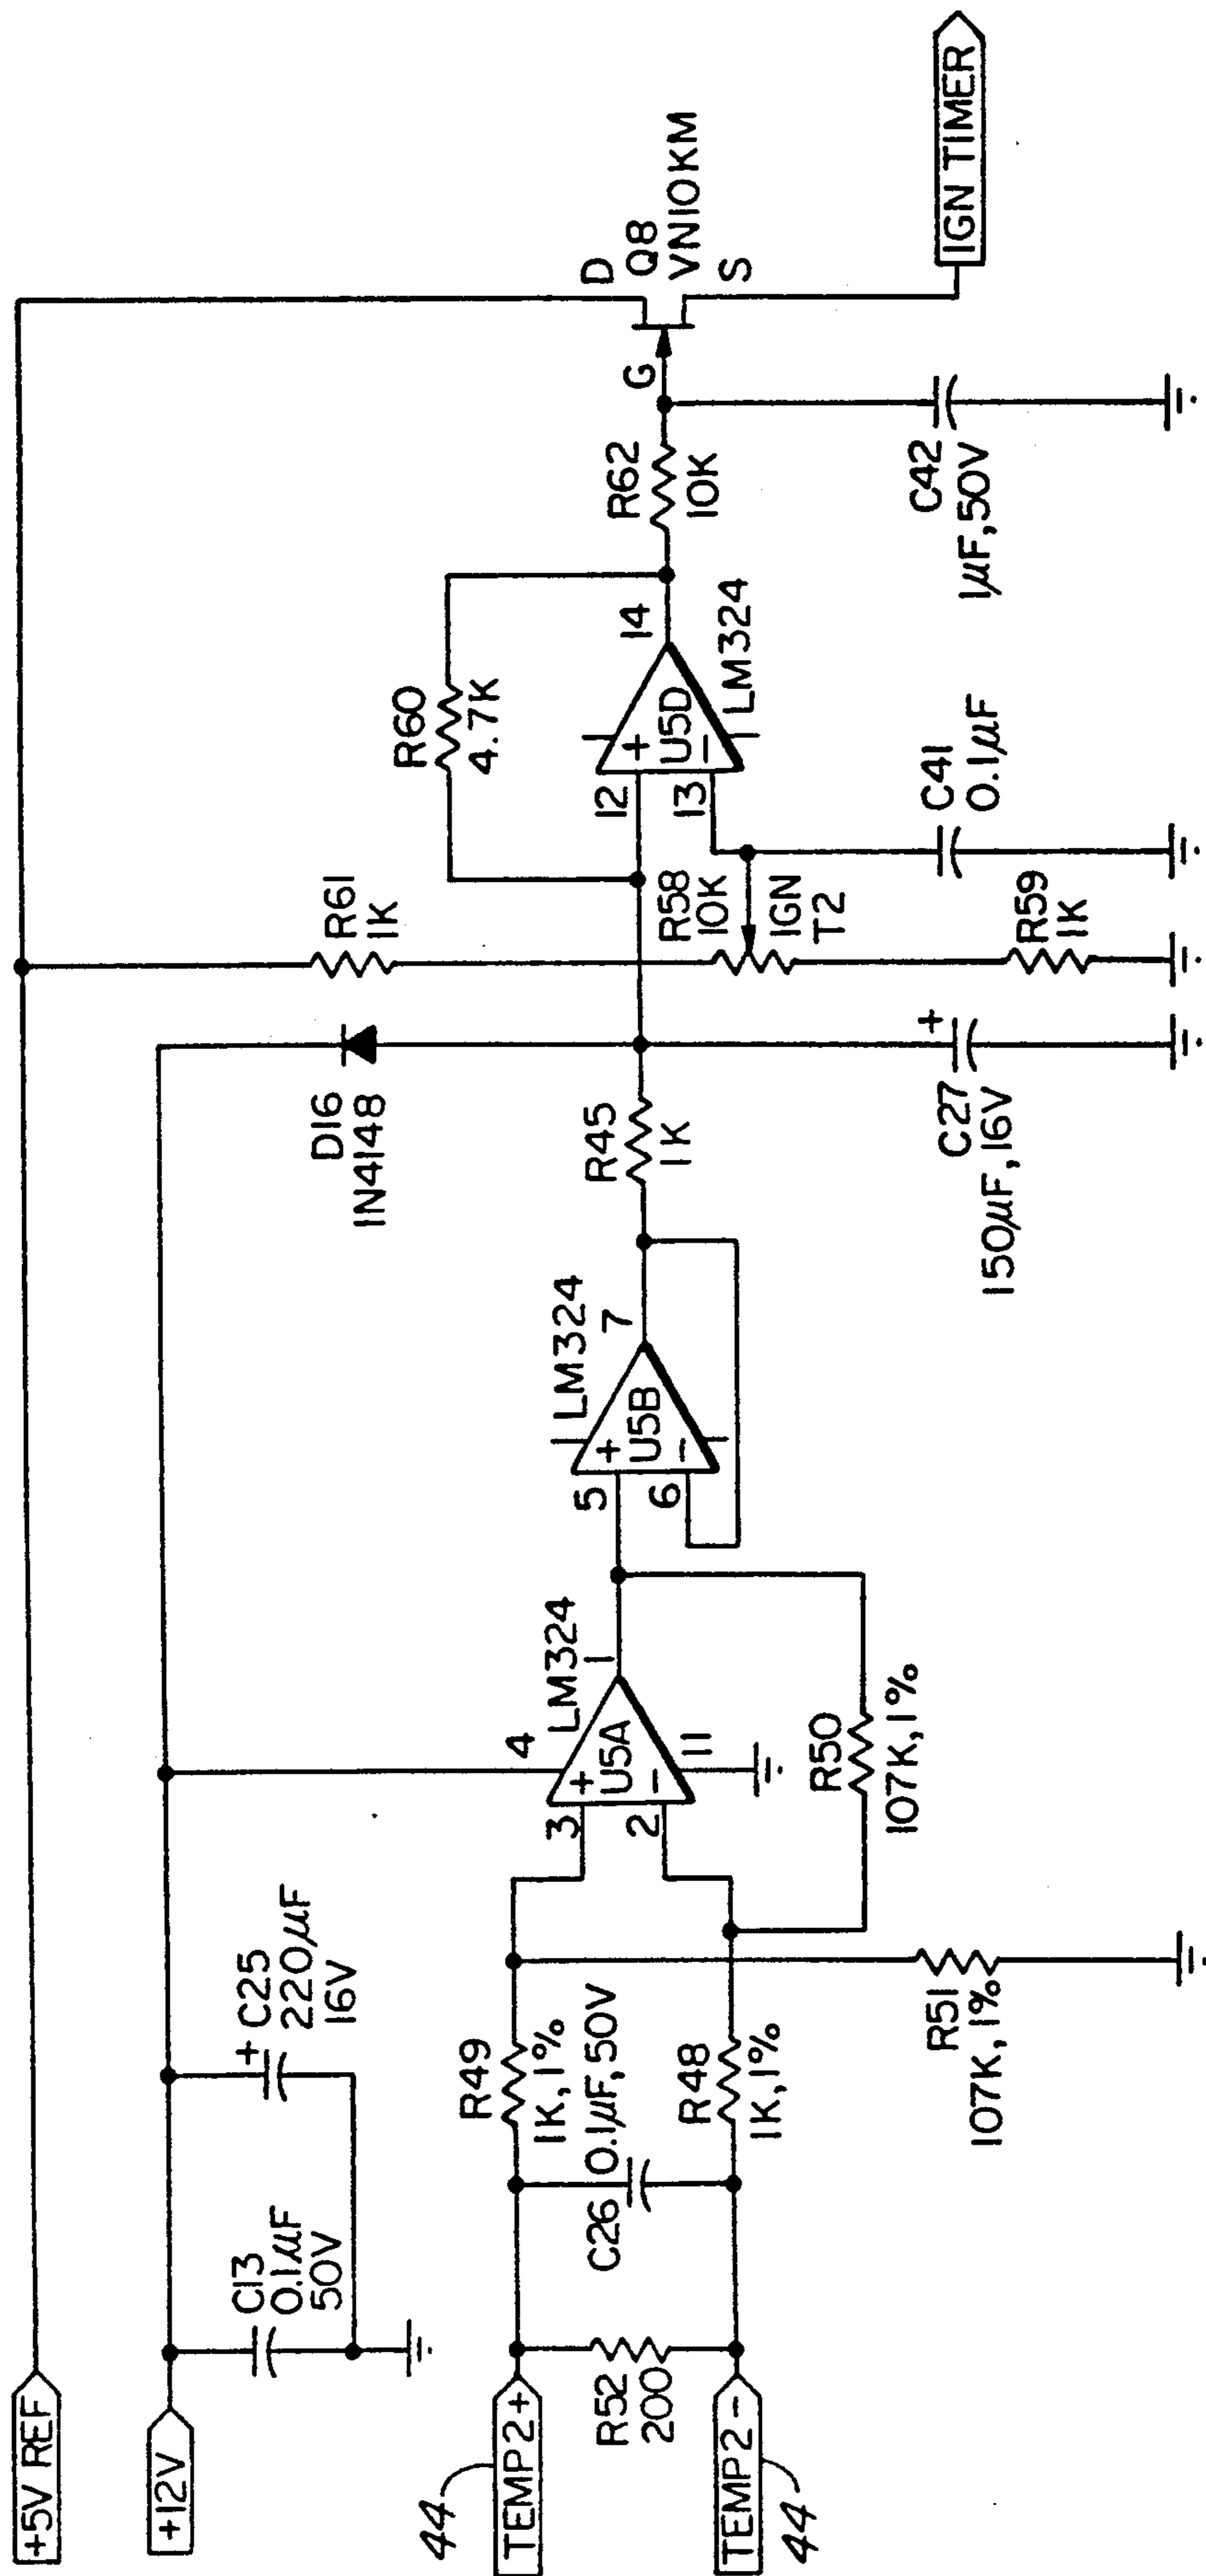 +5V REF
+12V
C13
0.1µF
50V
+
C25
220µF
16V
44
TEMP2+
R52
200
TEMP2-
44
R49
1K, 1%
C26
0.1µF, 50V
R48
1K, 1%
R51
107K, 1%
3
2
+
U5A
-
4
11
LM324
1
R50
107K, 1%
5
6
+
U5B
-
LM324
7
R45
1K
D16
1N4148
+
C27
150µF, 16V
R61
1K
R58
10K
IGN
T2
R59
1K
C41
0.1µF
12
13
+
U5D
-
LM324
14
R60
4.7K
R62
10K
C42
1µF, 50V
G
D
Q8
VN10KM
S
IGN TIMER